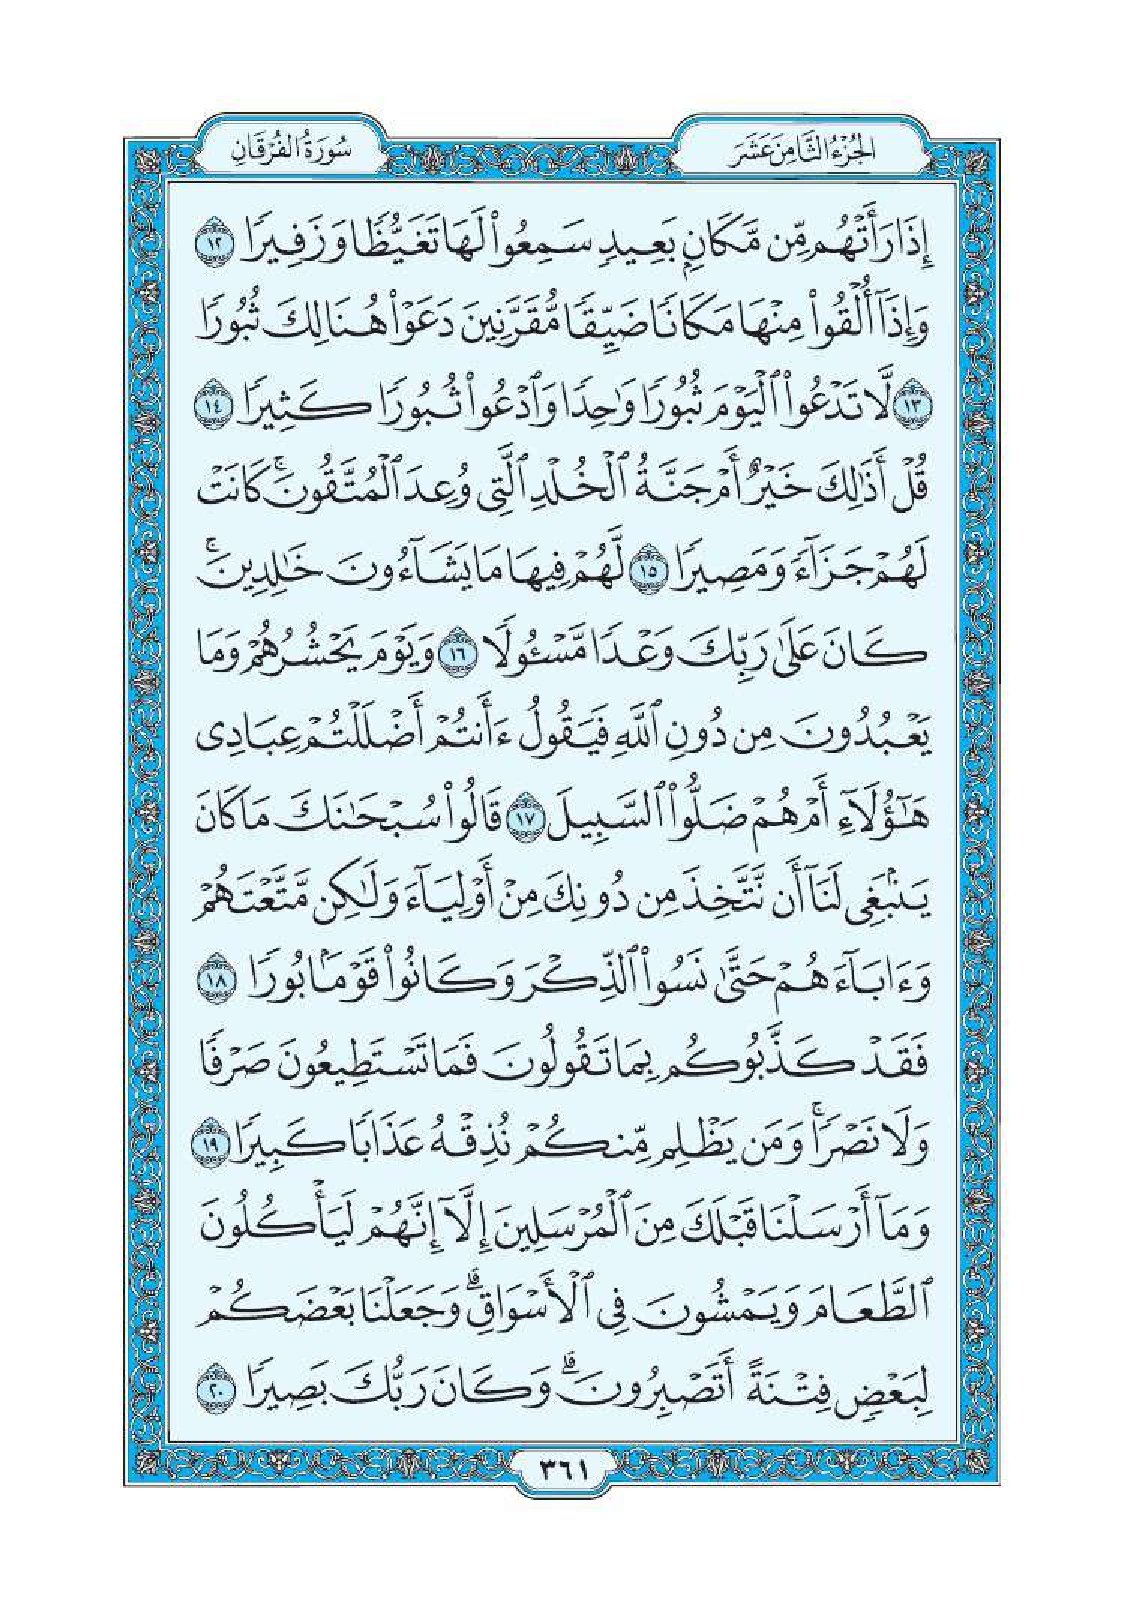 الجُزْءُ الثَّامِنَ عَشَرَ
سُورَةُ الفُرْقَانِ
إِذَا رَأَتْهُم مِّن مَّكَانٍۭ بَعِيدٍ سَمِعُوا۟ لَهَا تَغَيُّظًا وَزَفِيرًا ١٢
وَإِذَآ أُلْقُوا۟ مِنْهَا مَكَانًا ضَيِّقًا مُّقَرَّنِينَ دَعَوْا۟ هُنَالِكَ ثُبُورًا
١٣ لَّا تَدْعُوا۟ ٱلْيَوْمَ ثُبُورًا وَٰحِدًا وَٱدْعُوا۟ ثُبُورًا كَثِيرًا ١٤
قُلْ أَذَٰلِكَ خَيْرٌ أَمْ جَنَّةُ ٱلْخُلْدِ ٱلَّتِى وُعِدَ ٱلْمُتَّقُونَ ۚ كَانَتْ
لَهُمْ جَزَآءً وَمَصِيرًا ١٥ لَّهُمْ فِيهَا مَا يَشَآءُونَ خَٰلِدِينَ ۚ
كَانَ عَلَىٰ رَبِّكَ وَعْدًا مَّسْـُٔولًا ١٦ وَيَوْمَ يَحْشُرُهُمْ وَمَا
يَعْبُدُونَ مِن دُونِ ٱللَّهِ فَيَقُولُ ءَأَنتُمْ أَضْلَلْتُمْ عِبَادِى
هَٰٓؤُلَآءِ أَمْ هُمْ ضَلُّوا۟ ٱلسَّبِيلَ ١٧ قَالُوا۟ سُبْحَٰنَكَ مَا كَانَ
يَنۢبَغِى لَنَآ أَن نَّتَّخِذَ مِن دُونِكَ مِنْ أَوْلِيَآءَ وَلَٰكِن مَّتَّعْتَهُمْ
وَءَابَآءَهُمْ حَتَّىٰ نَسُوا۟ ٱلذِّكْرَ وَكَانُوا۟ قَوْمًۢا بُورًا ١٨
فَقَدْ كَذَّبُوكُم بِمَا تَقُولُونَ فَمَا تَسْتَطِيعُونَ صَرْفًا
وَلَا نَصْرًا ۚ وَمَن يَظْلِم مِّنكُمْ نُذِقْهُ عَذَابًا كَبِيرًا ١٩
وَمَآ أَرْسَلْنَا قَبْلَكَ مِنَ ٱلْمُرْسَلِينَ إِلَّآ إِنَّهُمْ لَيَأْكُلُونَ
ٱلطَّعَامَ وَيَمْشُونَ فِى ٱلْأَسْوَاقِ ۗ وَجَعَلْنَا بَعْضَكُمْ
لِبَعْضٍ فِتْنَةً أَتَصْبِرُونَ ۗ وَكَانَ رَبُّكَ بَصِيرًا ٢٠
٣٦١